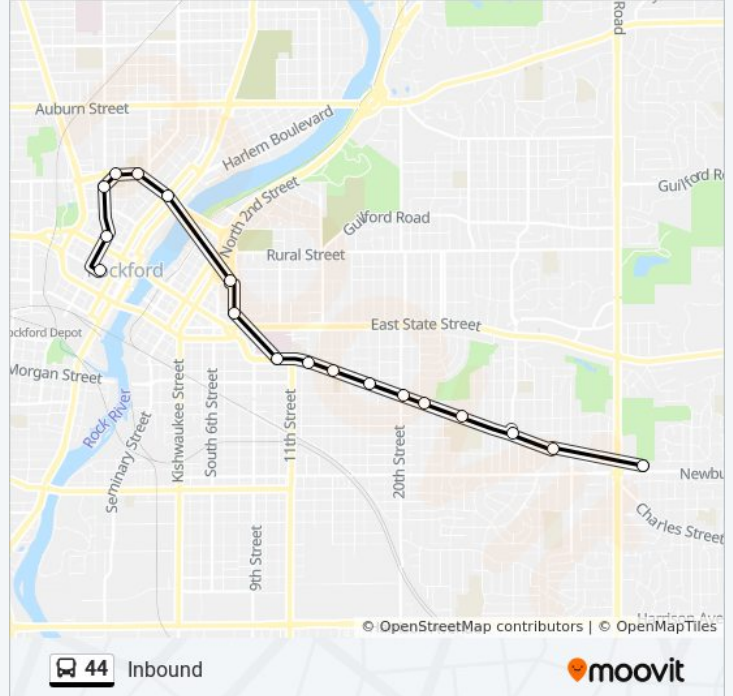 Road
Auburn Street
Harlem Boulevard
Guilford R
North 2nd Street
Guilford Road
Rural Street
ckford
East State Street
ockford Depot
Morgan Street
Rock River
Kishwaukee Street
South 6th Street
11th Street
Seminary Street
20th Street
Newbu
Charles Street
9th Street
© OpenStreetMap contributors | © OpenMapTiles
44 Inbound
moovit